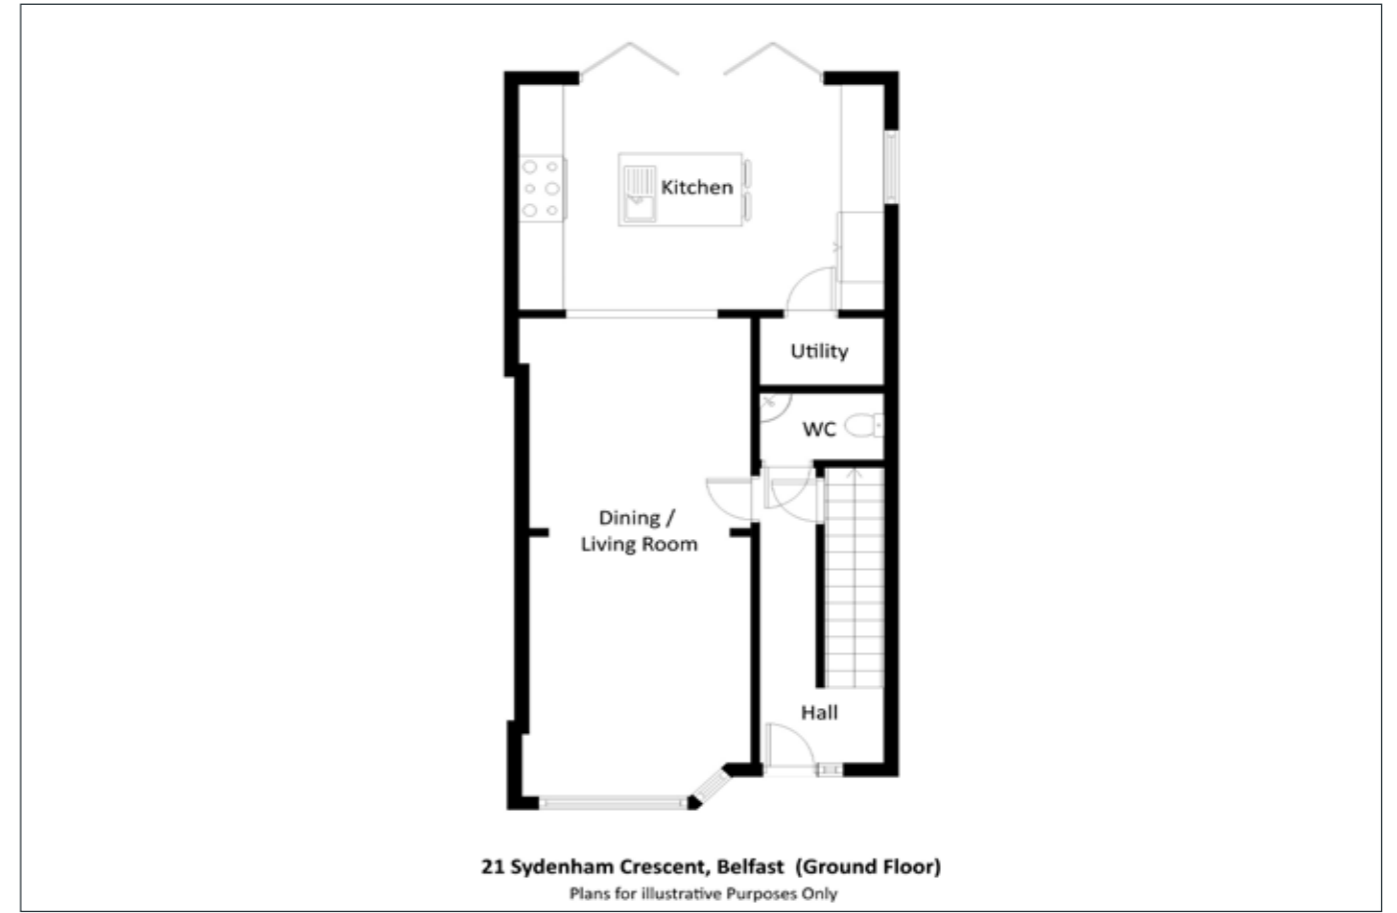 Kitchen
Utility
WC
Dining /
Living Room
Hall
21 Sydenham Crescent, Belfast (Ground Floor)
Plans for illustrative Purposes Only